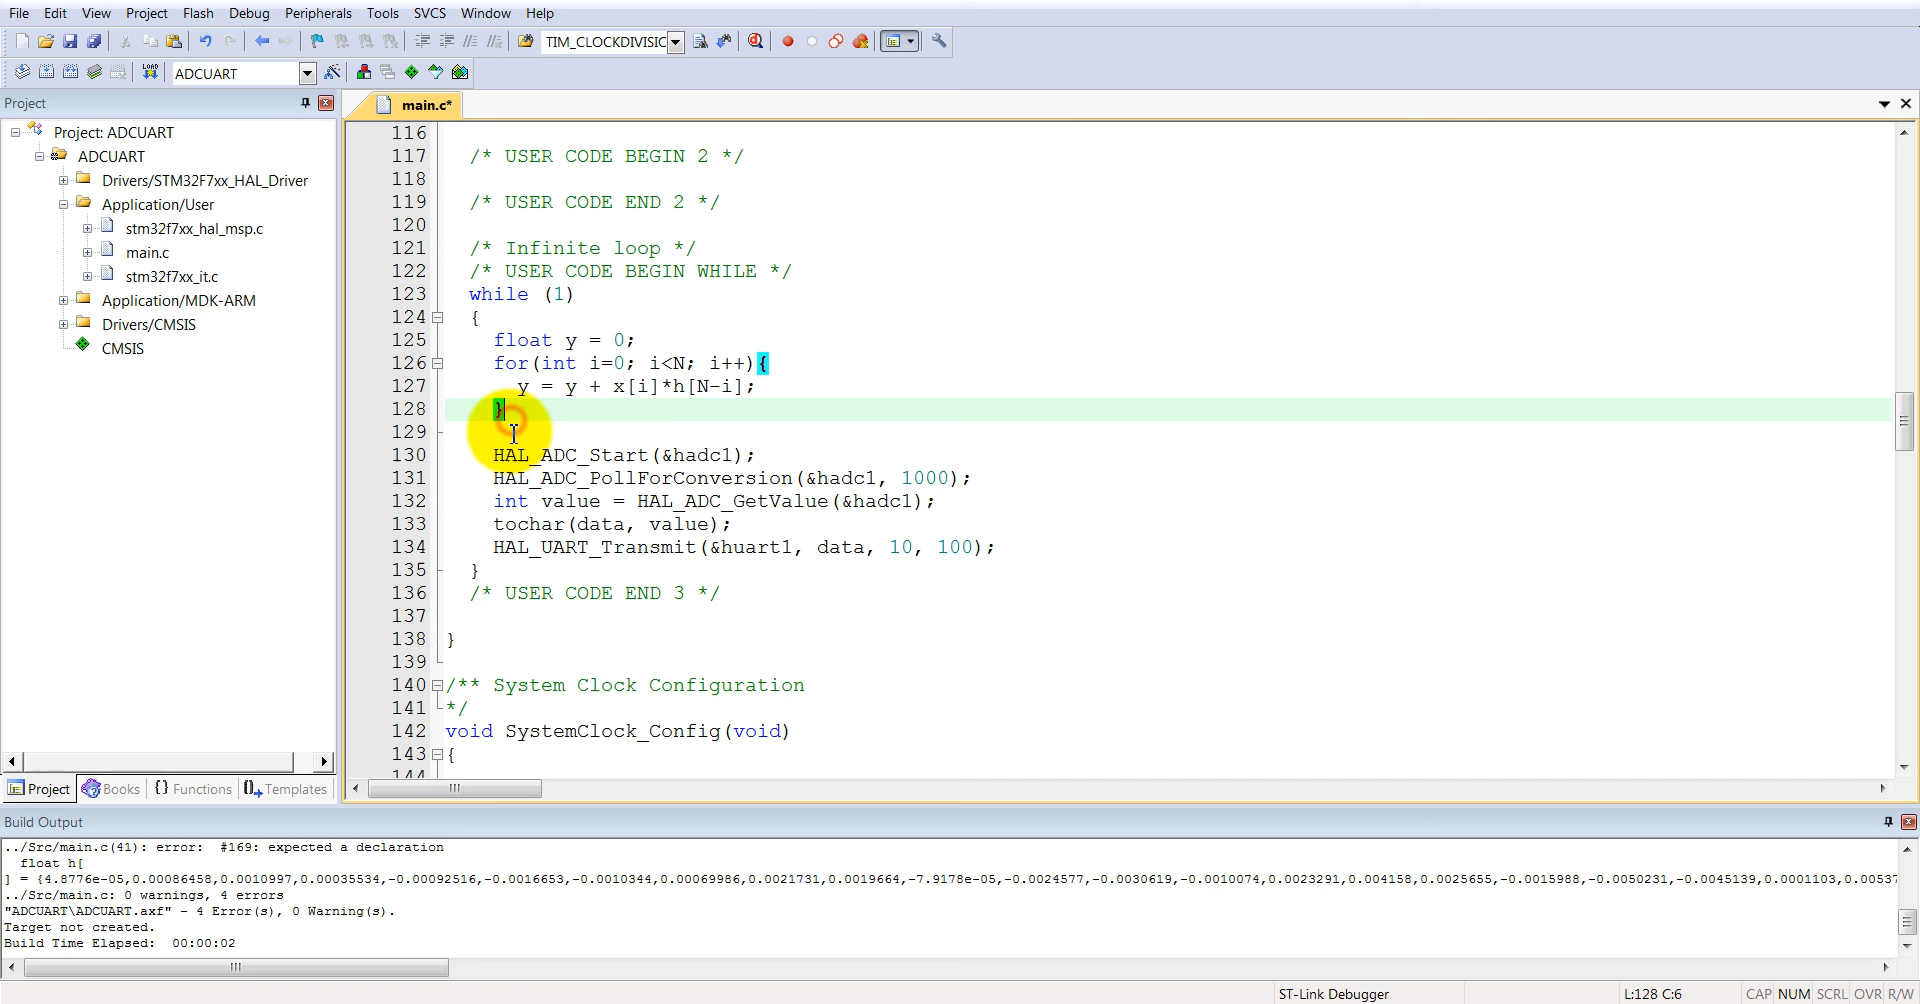 File Edit View Project Flash Debug Peripherals Tools SVCS Window Help
TIM_CLOCKDIVISIC
LOAD
ADCUART
Project
main.c*
Project: ADCUART
ADCUART
Drivers/STM32F7xx_HAL_Driver
Application/User
stm32f7xx_hal_msp.c
main.c
stm32f7xx_it.c
Application/MDK-ARM
Drivers/CMSIS
CMSIS
116
117 /* USER CODE BEGIN 2 */
118
119 /* USER CODE END 2 */
120
121 /* Infinite loop */
122 /* USER CODE BEGIN WHILE */
123 while (1)
124 {
125 float y = 0;
126 for(int i=0; i<N; i++){
127 y = y + x[i]*h[N-i];
128 }
129
130 HAL_ADC_Start(&hadc1);
131 HAL_ADC_PollForConversion(&hadc1, 1000);
132 int value = HAL_ADC_GetValue(&hadc1);
133 tochar(data, value);
134 HAL_UART_Transmit(&huart1, data, 10, 100);
135 }
136 /* USER CODE END 3 */
137
138 }
139
140 /** System Clock Configuration
141 */
142 void SystemClock_Config(void)
143 {
144
Project Books {} Functions Templates
Build Output
../Src/main.c(41): error:  #169: expected a declaration
float h[
] = {4.8776e-05,0.00086458,0.0010997,0.00035534,-0.00092516,-0.0016653,-0.0010344,0.00069986,0.0021731,0.0019664,-7.9178e-05,-0.0024577,-0.0030619,-0.0010074,0.0023291,0.004158,0.0025655,-0.0015988,-0.0050231,-0.0045139,0.0001103,0.00537
../Src/main.c: 0 warnings, 4 errors
"ADCUART\ADCUART.axf" - 4 Error(s), 0 Warning(s).
Target not created.
Build Time Elapsed:  00:00:02
ST-Link Debugger L:128 C:6 CAP NUM SCRL OVR R/W